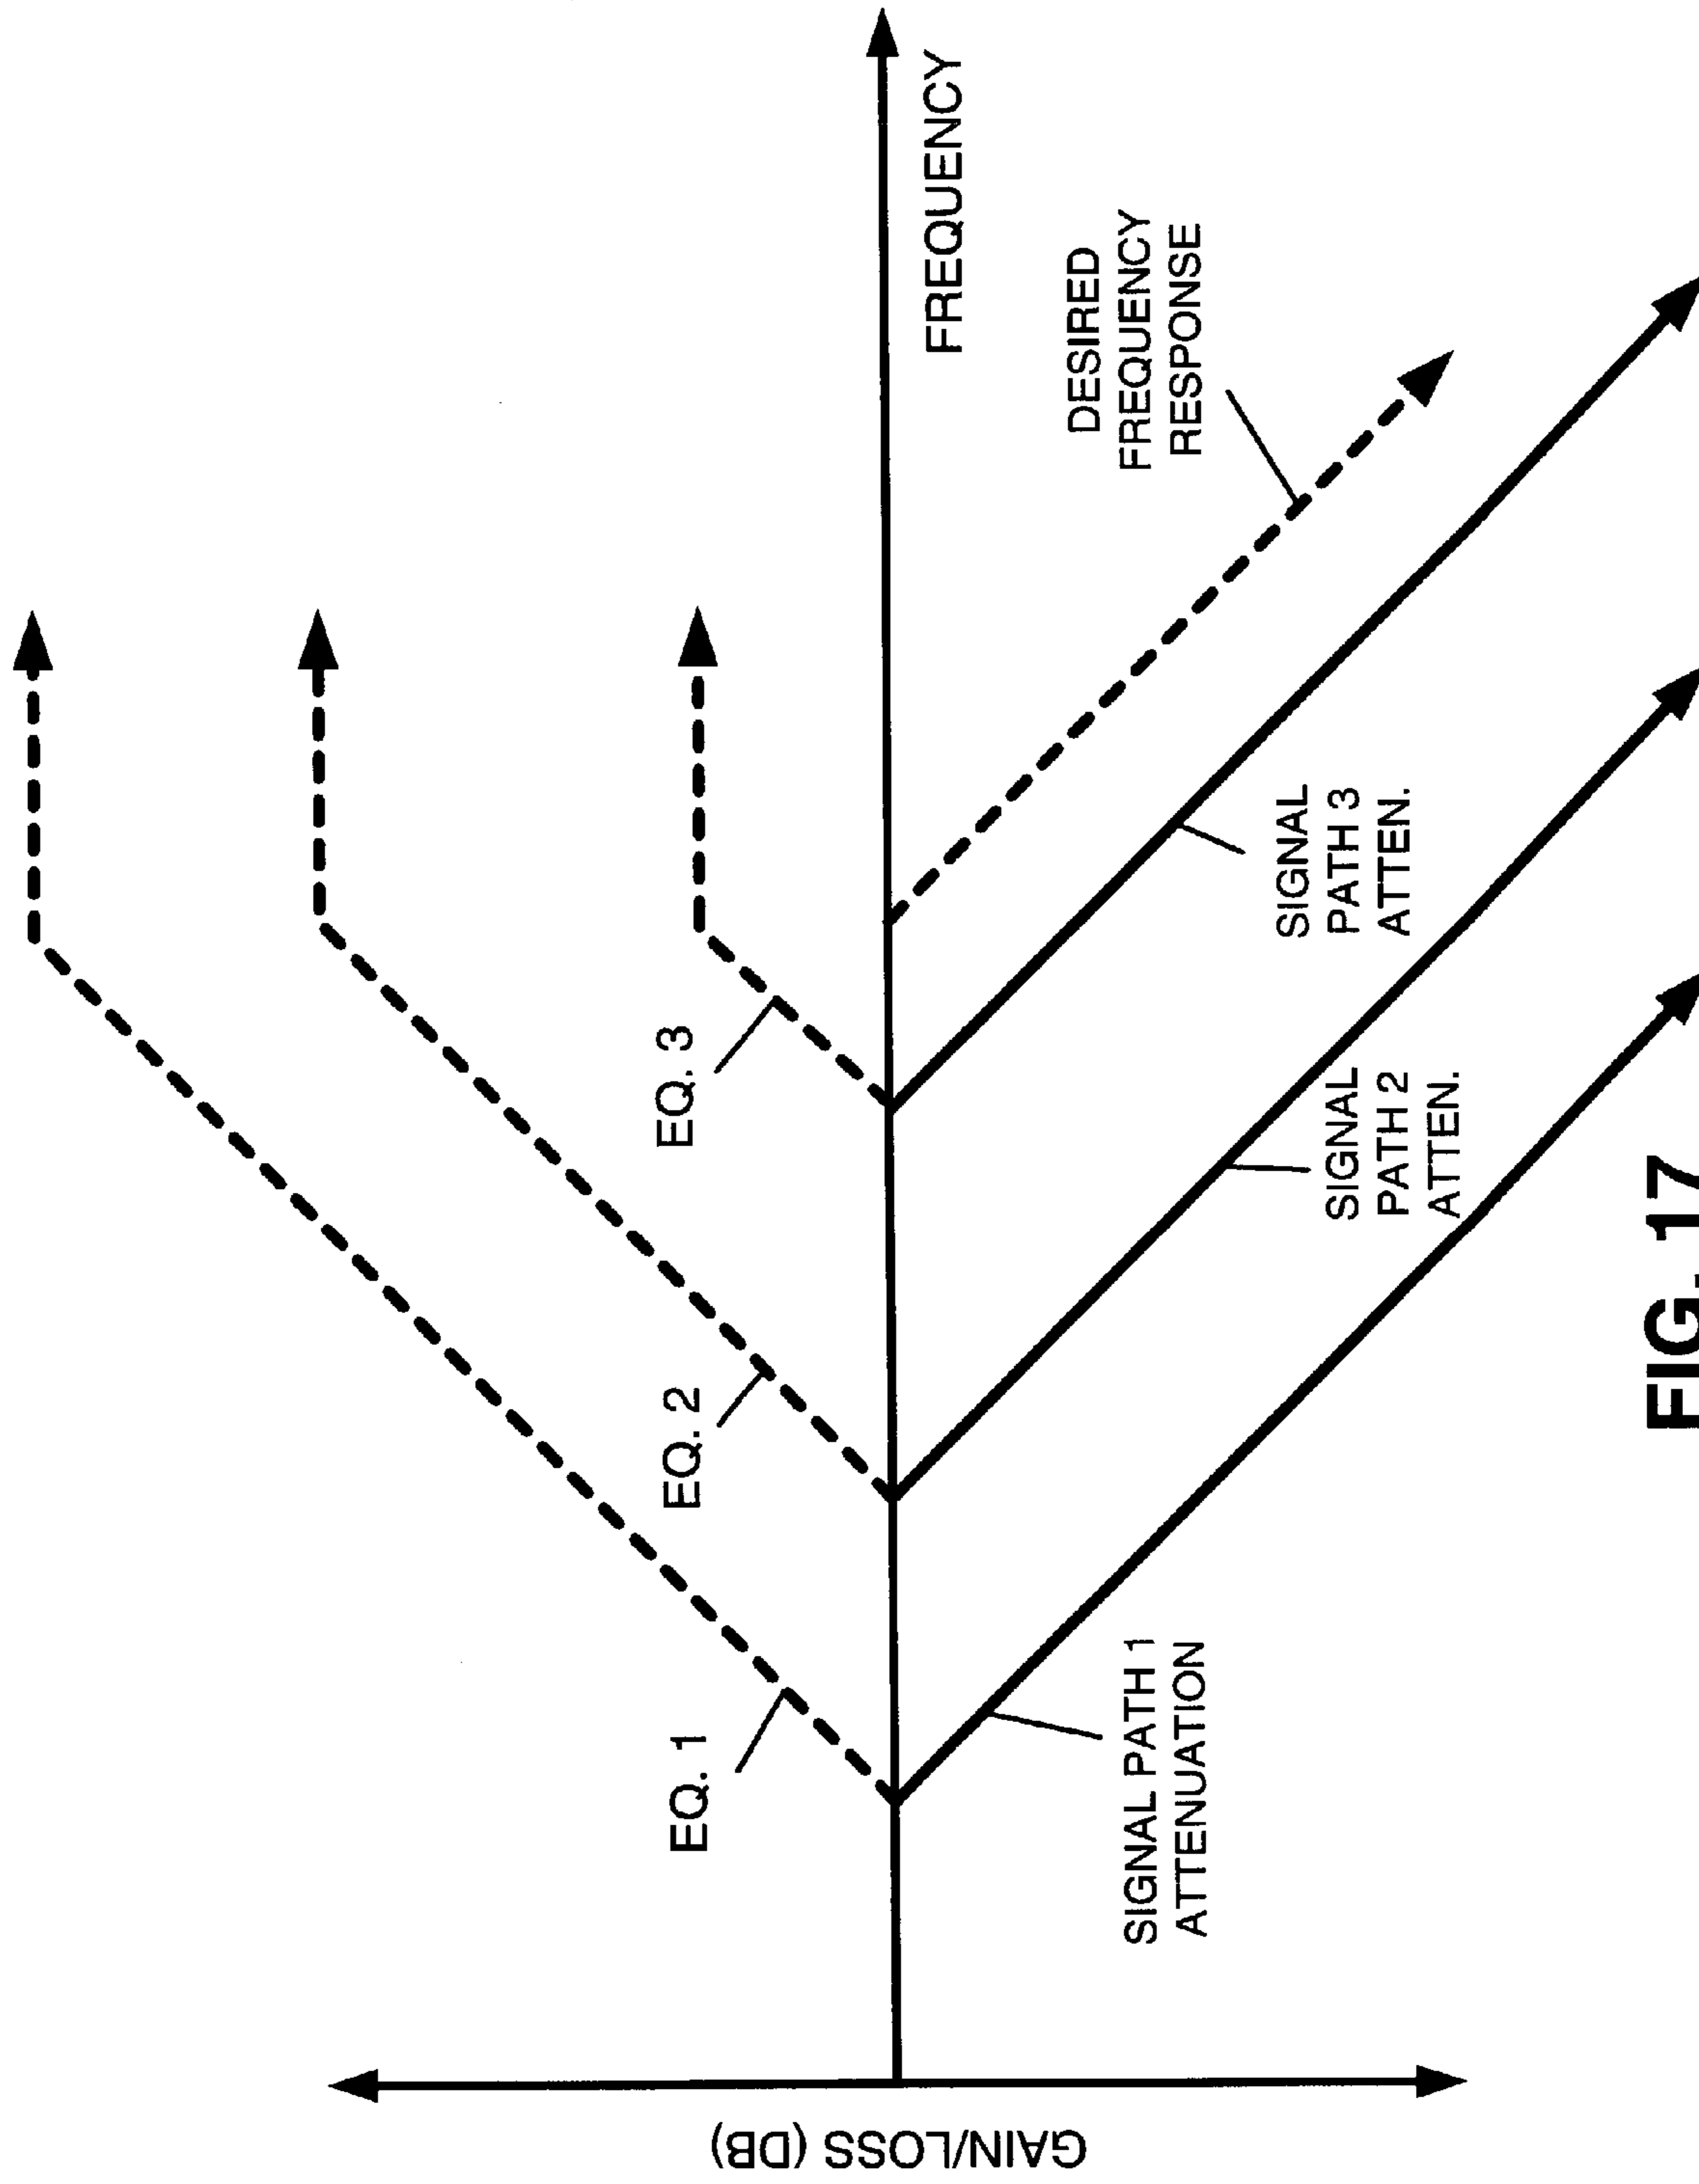 GAIN/LOSS (DB)
EQ. 1
EQ. 2
EQ. 3
FREQUENCY
DESIRED
FREQUENCY
RESPONSE
SIGNAL PATH 1
ATTENUATION
SIGNAL
PATH 2
ATTEN.
SIGNAL
PATH 3
ATTEN.
FIG. 17